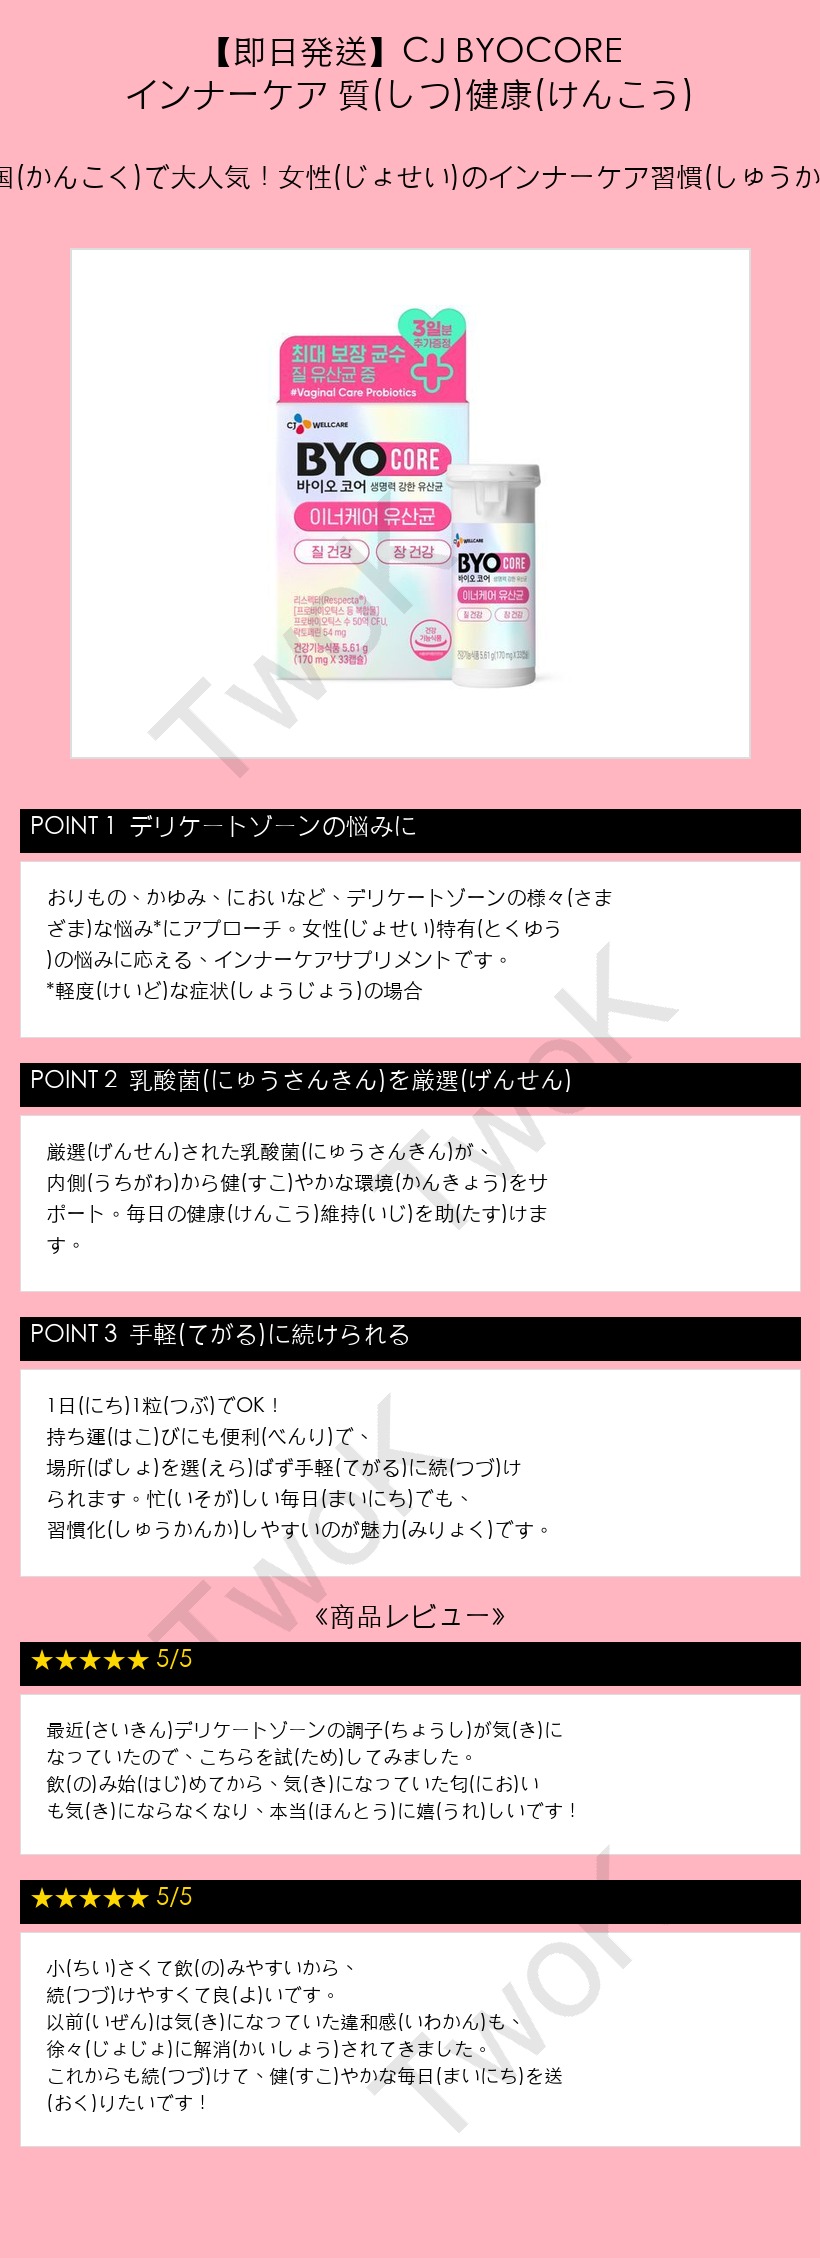 【即日発送】CJ BYOCORE
インナーケア 質(しつ)健康(けんこう)
国(かんこく)で大人気！女性(じょせい)のインナーケア習慣(しゅうか
3일분
추가증정
최대 보장 균수
질 유산균 중
#Vaginal Care Probiotics
CJ WELLCARE
BYO CORE
바이오 코어 생명력 강한 유산균
이너케어 유산균
질 건강 장 건강
리스펙타(Respecta®)
[프로바이오틱스 등 복합물]
프로바이오틱스 수 50억 CFU,
락토페린 54 mg
건강기능식품 5.61 g
(170 mg X 33캡슐)
건강
기능식품
CJ WELLCARE
BYO CORE
바이오 코어 생명력 강한 유산균
이너케어 유산균
질 건강 장 건강
건강기능식품 5.61 g(170 mg X 33캡슐)
TwoK
POINT 1 デリケートゾーンの悩みに
おりもの、かゆみ、においなど、デリケートゾーンの様々(さま
ざま)な悩み*にアプローチ。女性(じょせい)特有(とくゆう
)の悩みに応える、インナーケアサプリメントです。
*軽度(けいど)な症状(しょうじょう)の場合
TwoK
POINT 2 乳酸菌(にゅうさんきん)を厳選(げんせん)
厳選(げんせん)された乳酸菌(にゅうさんきん)が、
内側(うちがわ)から健(すこ)やかな環境(かんきょう)をサ
ポート。毎日の健康(けんこう)維持(いじ)を助(たす)けま
す。
POINT 3 手軽(てがる)に続けられる
1日(にち)1粒(つぶ)でOK！
持ち運(はこ)びにも便利(べんり)で、
場所(ばしょ)を選(えら)ばず手軽(てがる)に続(つづ)け
られます。忙(いそが)しい毎日(まいにち)でも、
習慣化(しゅうかんか)しやすいのが魅力(みりょく)です。
TwoK
《商品レビュー》
★★★★★ 5/5
最近(さいきん)デリケートゾーンの調子(ちょうし)が気(き)に
なっていたので、こちらを試(ため)してみました。
飲(の)み始(はじ)めてから、気(き)になっていた匂(にお)い
も気(き)にならなくなり、本当(ほんとう)に嬉(うれ)しいです！
★★★★★ 5/5
小(ちい)さくて飲(の)みやすいから、
続(つづ)けやすくて良(よ)いです。
以前(いぜん)は気(き)になっていた違和感(いわかん)も、
徐々(じょじょ)に解消(かいしょう)されてきました。
これからも続(つづ)けて、健(すこ)やかな毎日(まいにち)を送
(おく)りたいです！
TwoK